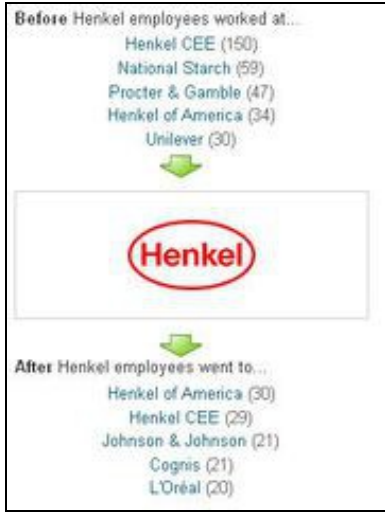 Before Henkel employees worked at...
Henkel CEE (150)
National Starch (59)
Procter & Gamble (47)
Henkel of America (34)
Unilever (30)
Henkel
After Henkel employees went to...
Henkel of America (30)
Henkel CEE (29)
Johnson & Johnson (21)
Cognis (21)
L'Oréal (20)